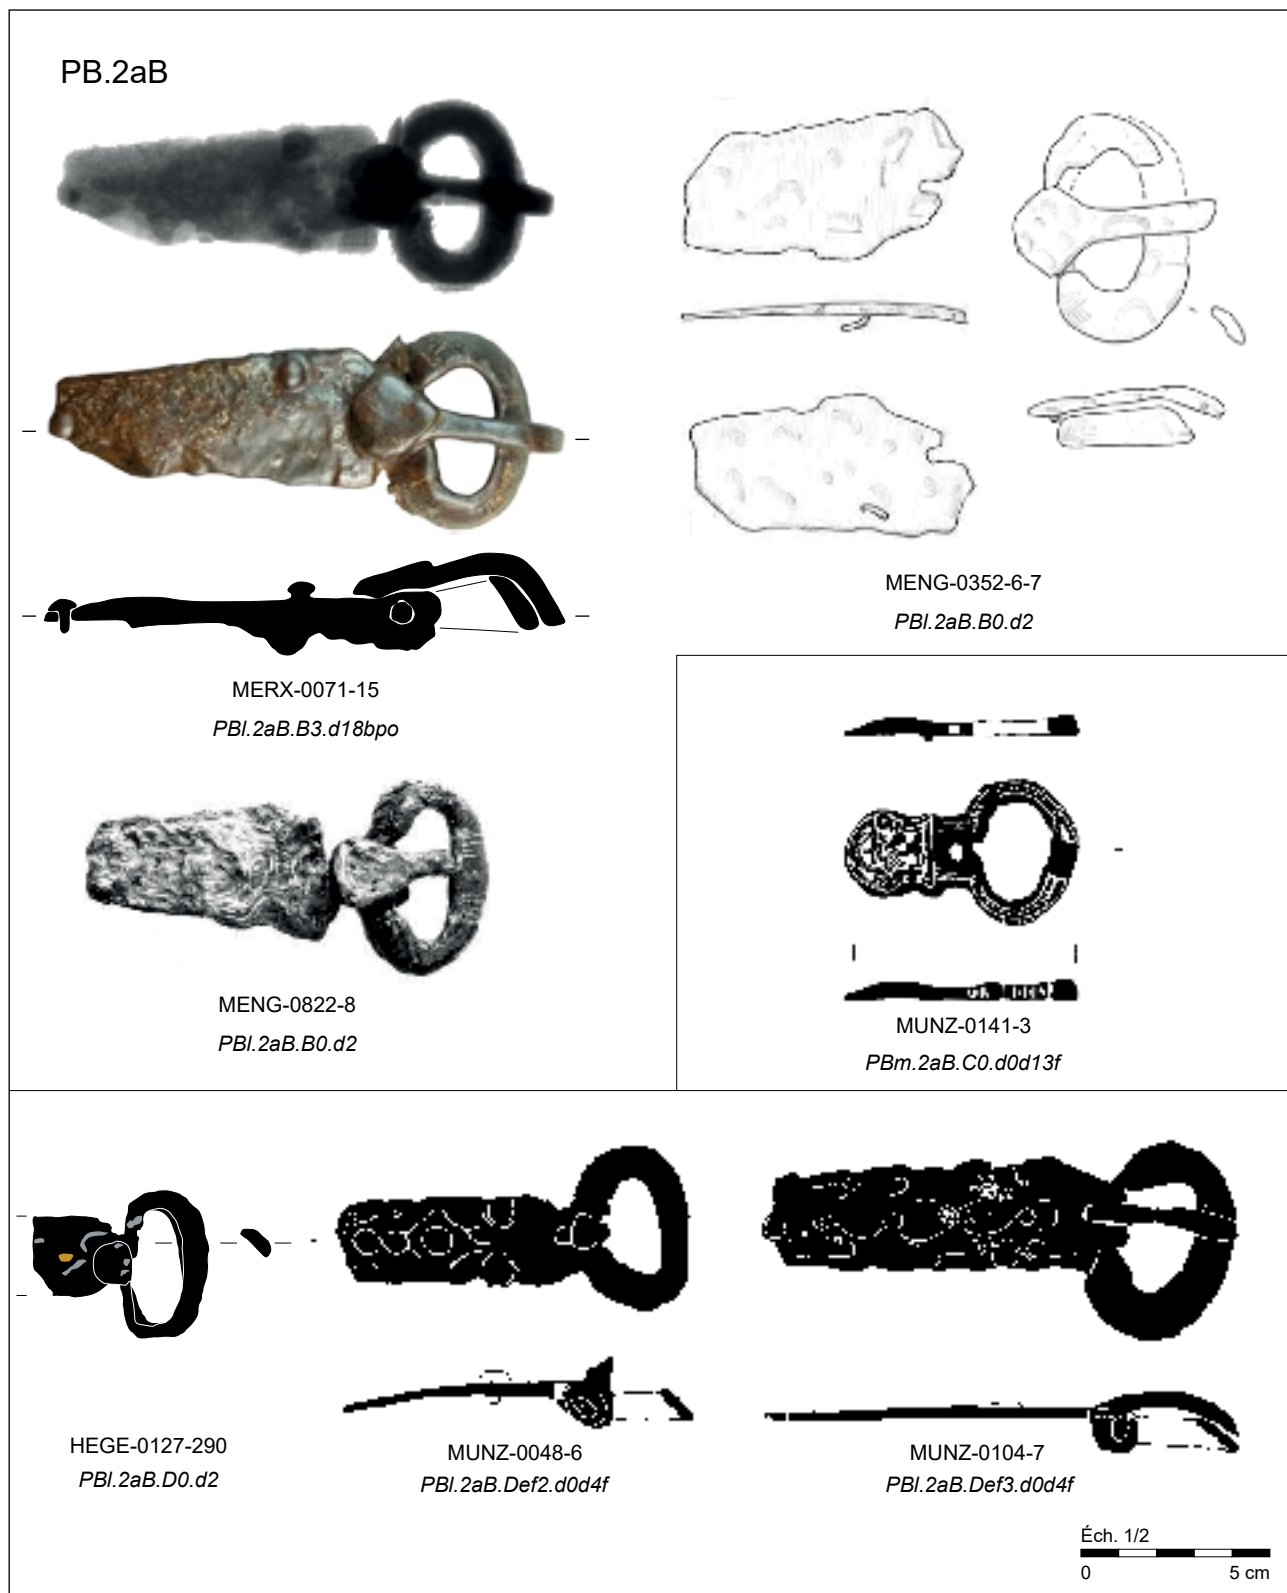 PB.2aB
MERX-0071-15
PBl.2aB.B3.d18bpo
MENG-0352-6-7
PBl.2aB.B0.d2
MENG-0822-8
PBl.2aB.B0.d2
MUNZ-0141-3
PBm.2aB.C0.d0d13f
HEGE-0127-290
PBl.2aB.D0.d2
MUNZ-0048-6
PBl.2aB.Def2.d0d4f
MUNZ-0104-7
PBl.2aB.Def3.d0d4f
Éch. 1/2
0 5 cm